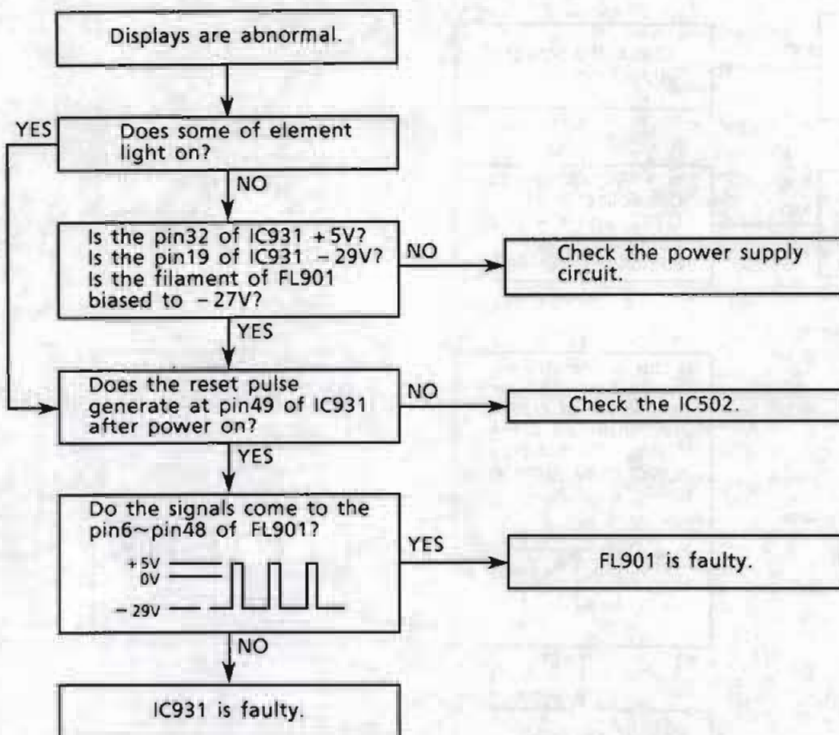 Displays are abnormal.
YES
Does some of element
light on?
NO
Is the pin32 of IC931 +5V?
Is the pin19 of IC931 −29V?
Is the filament of FL901
biased to −27V?
NO
Check the power supply
circuit.
YES
Does the reset pulse
generate at pin49 of IC931
after power on?
NO
Check the IC502.
YES
Do the signals come to the
pin6~pin48 of FL901?
+5V
0V
−29V
YES
FL901 is faulty.
NO
IC931 is faulty.